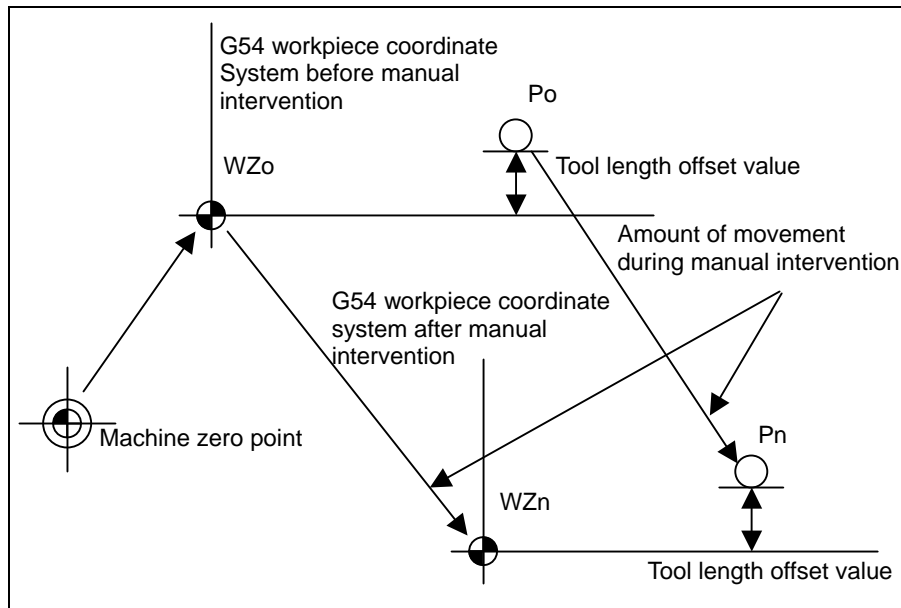 G54 workpiece coordinate
System before manual
intervention
Po
WZo
Tool length offset value
Amount of movement
during manual intervention
G54 workpiece coordinate
system after manual
intervention
Machine zero point
Pn
WZn
Tool length offset value